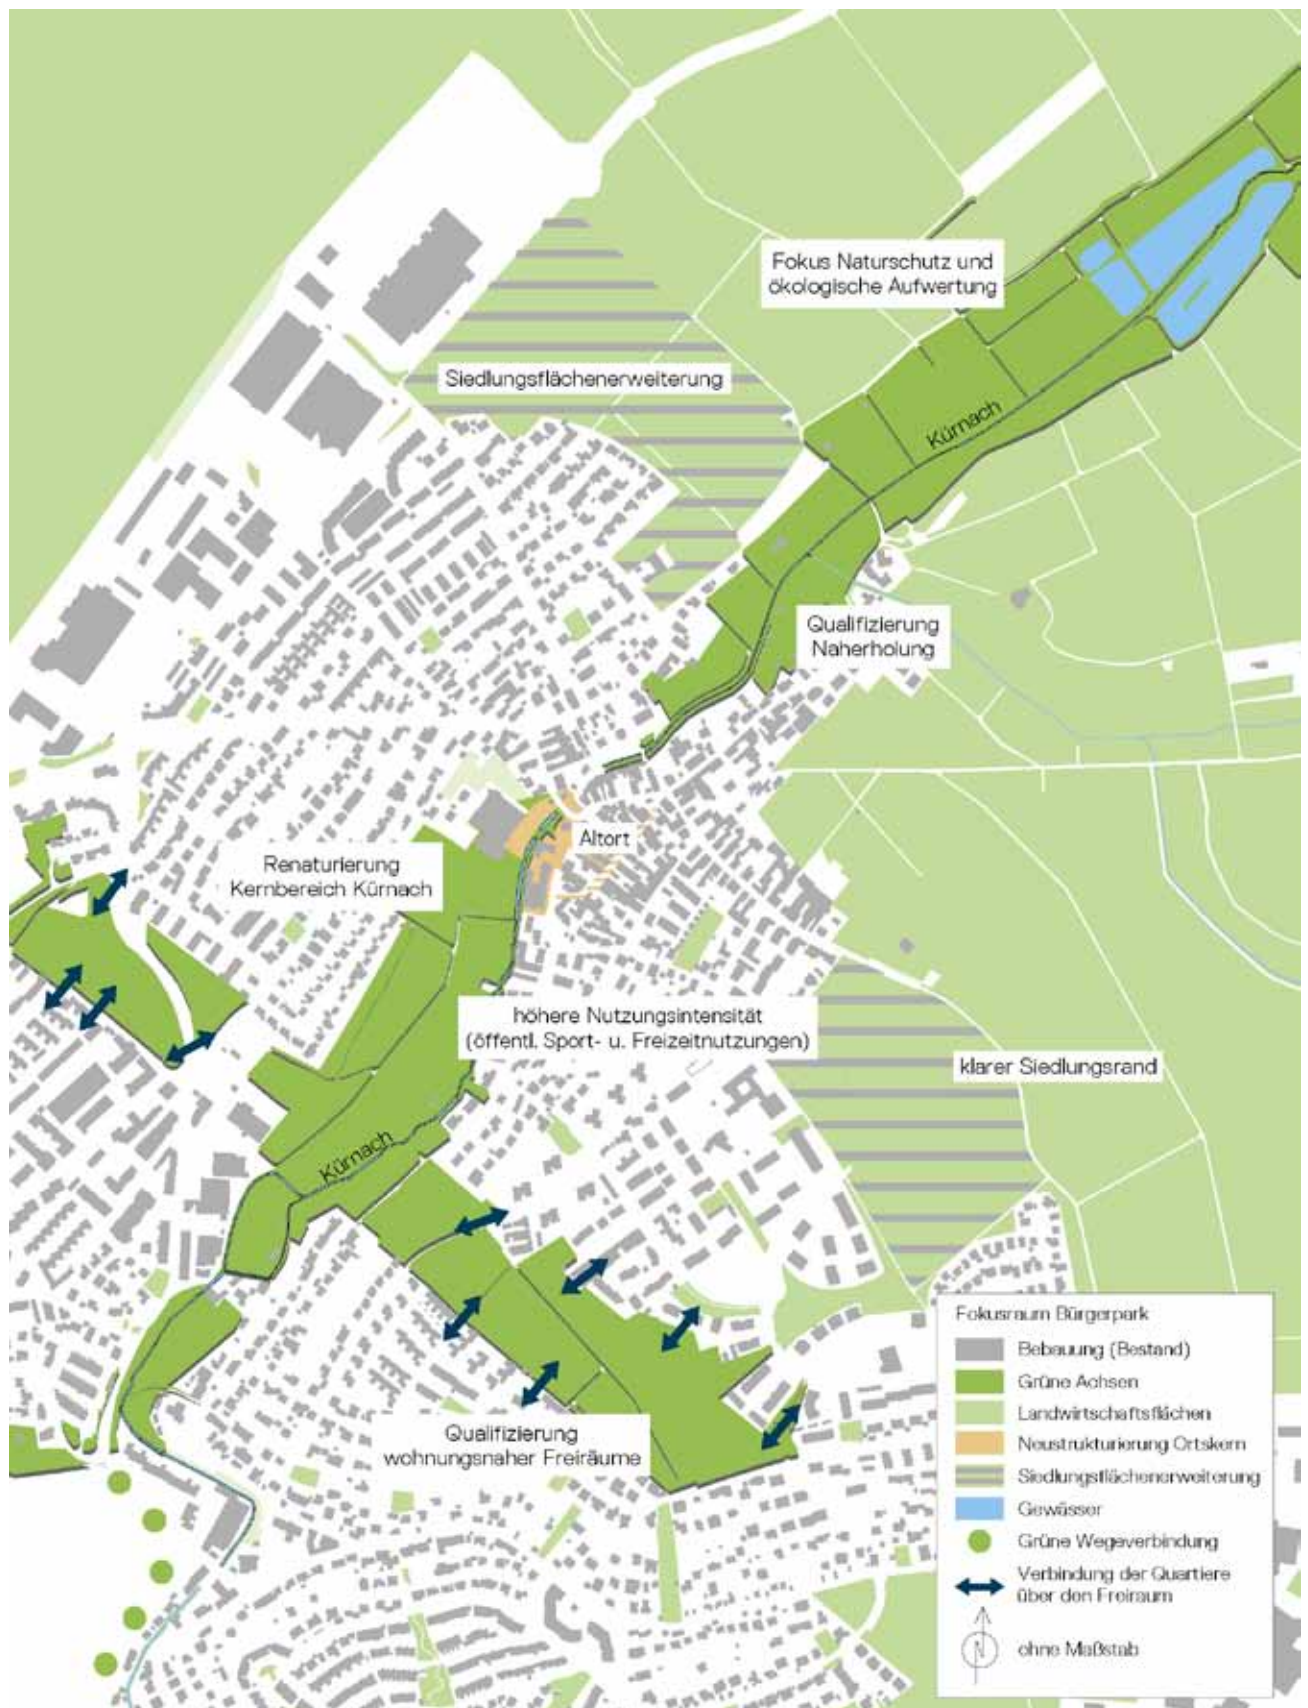 Fokus Naturschutz und
ökologische Aufwertung
Siedlungsflächenerweiterung
Kürnach
Qualifizierung
Naherholung
Altort
Renaturierung
Kernbereich Kürnach
höhere Nutzungsintensität
(öffentl. Sport- u. Freizeitnutzungen)
klarer Siedlungsrand
Kürnach
Qualifizierung
wohnungsnaher Freiräume
Fokusraum Bürgerpark
Bebauung (Bestand)
Grüne Achsen
Landwirtschaftsflächen
Neustrukturierung Ortskern
Siedlungsflächenerweiterung
Gewässer
Grüne Wegeverbindung
Verbindung der Quartiere
über den Freiraum
N
ohne Maßstab